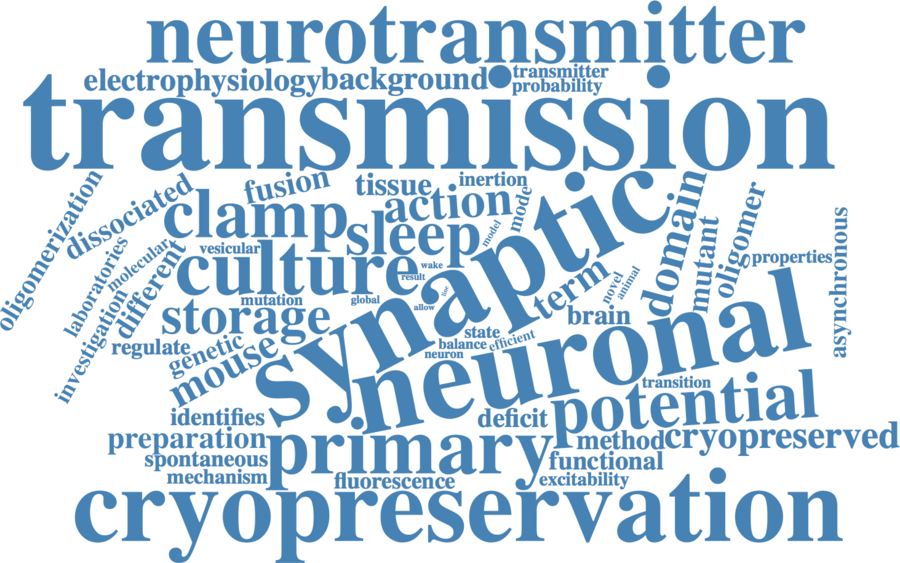 neurotransmitter
electrophysiology
background
transmitter
probability
transmission
oligomerization
dissociated
fusion
tissue
inertion
clamp
action
mode
model
sleep
synaptic
domain
mutant
oligomer
properties
asynchronous
laboratories
molecular
vesicular
different
culture
wake
result
line
allow
global
mutation
investigation
storage
term
novel
animal
brain
regulate
genetic
mouse
state
balance
efficient
neuron
neuronal
transition
identifies
deficit
potential
preparation
primary
method
cryopreserved
spontaneous
functional
mechanism
fluorescence
excitability
cryopreservation